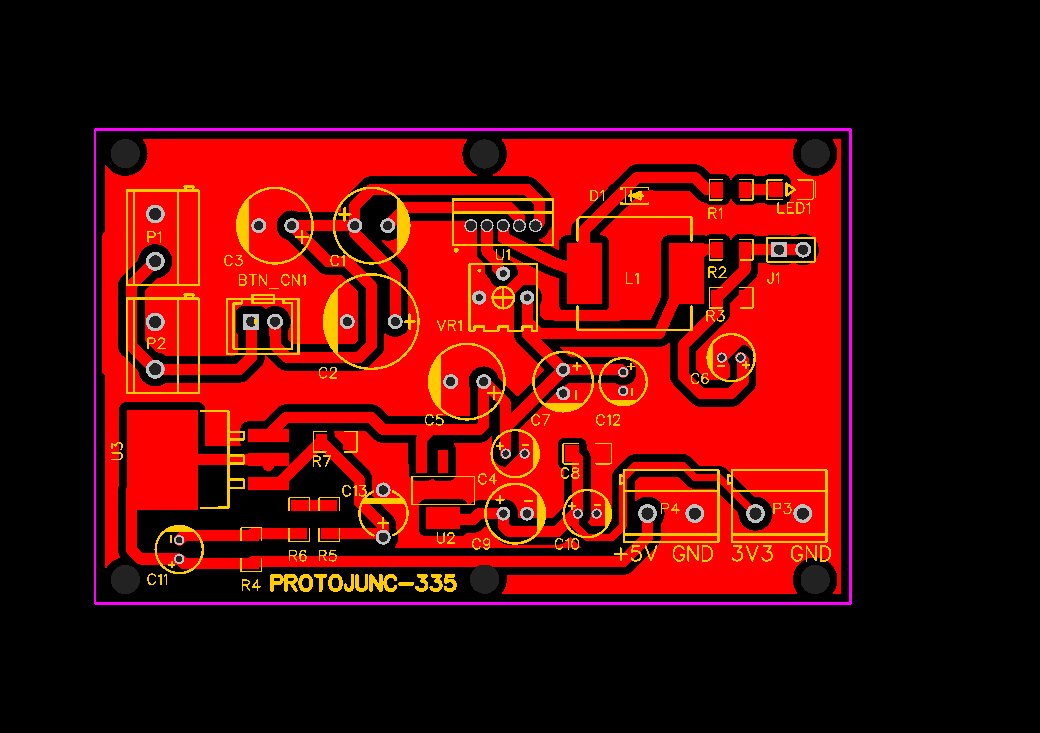 D1
R1
LED1
P1
C3
C1
U1
BTN_CN1
L1
R2
J1
R3
VR1
P2
C2
C6
C5
C7
C12
U3
R7
C4
C8
C13
P4
P3
U2
C9
C10
R6
R5
+5V
GND
3V3
GND
C11
R4
PROTOJUNC-335